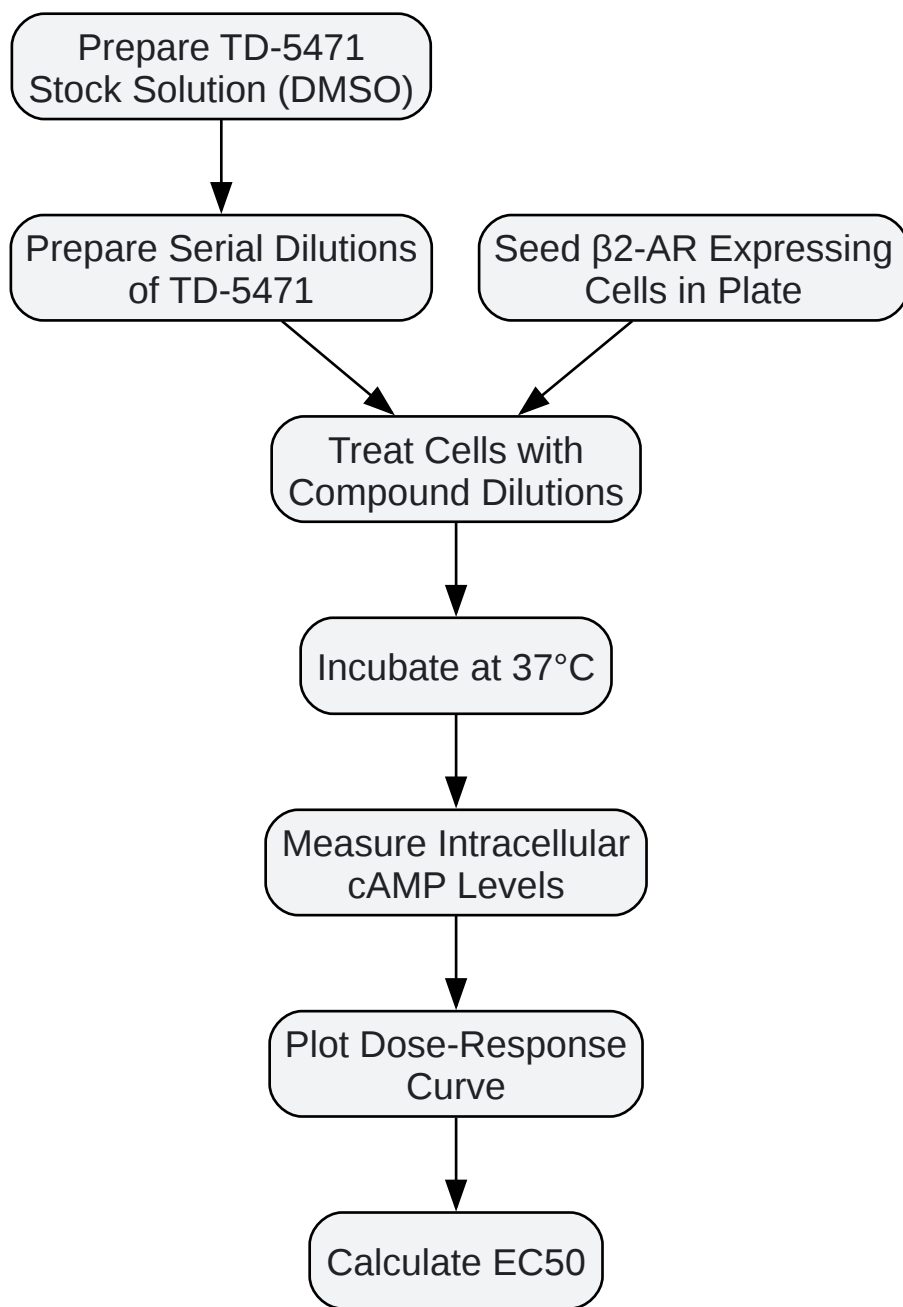 Prepare TD-5471
Stock Solution (DMSO)
Prepare Serial Dilutions
of TD-5471
Seed β2-AR Expressing
Cells in Plate
Treat Cells with
Compound Dilutions
Incubate at 37°C
Measure Intracellular
cAMP Levels
Plot Dose-Response
Curve
Calculate EC50